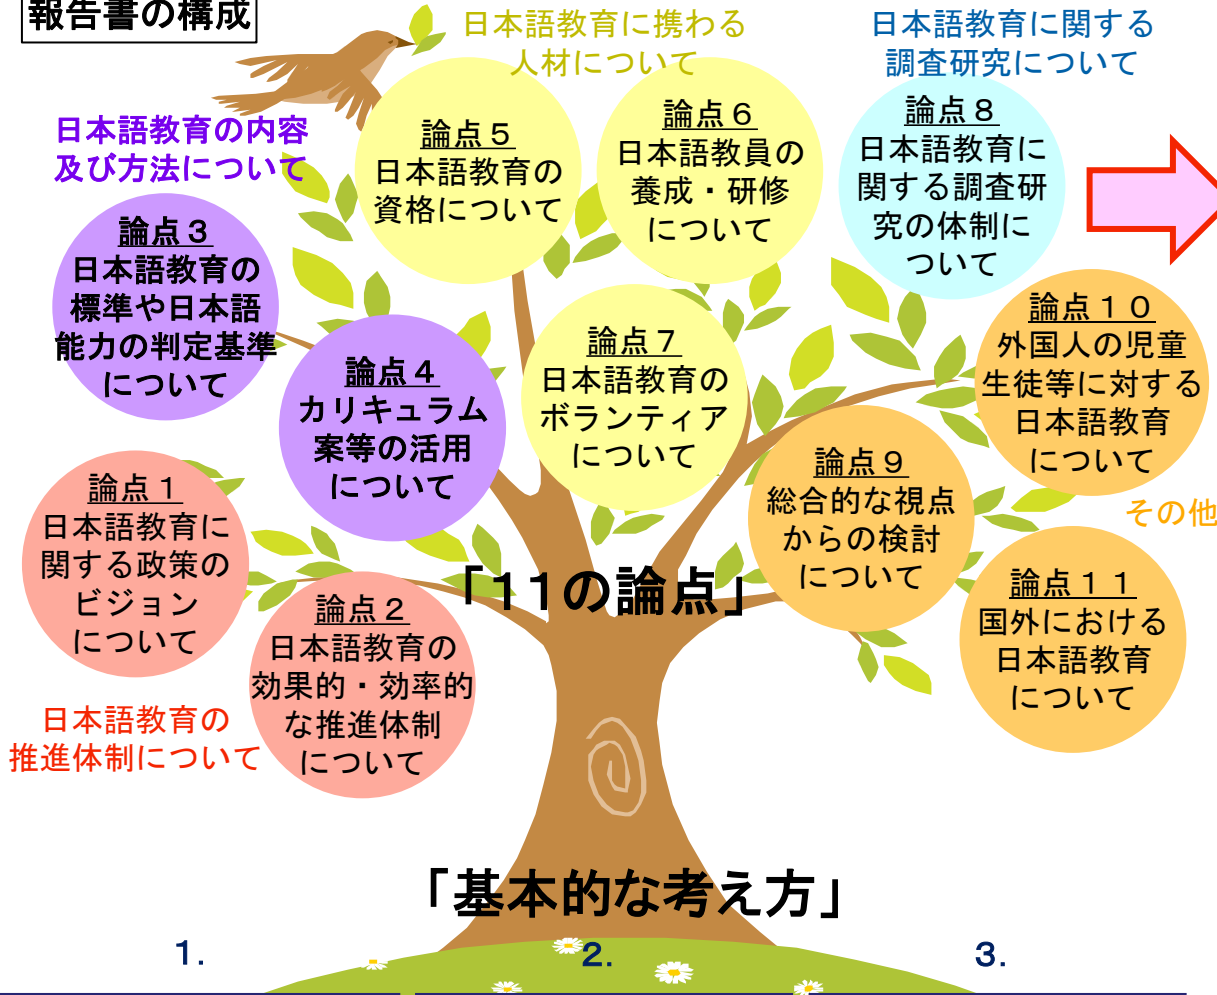 報告書の構成
日本語教育に携わる
人材について
日本語教育に関する
調査研究について
日本語教育の内容
及び方法について
論点５
日本語教育の
資格について
論点６
日本語教員の
養成・研修
について
論点８
日本語教育に
関する調査研
究の体制に
ついて
論点３
日本語教育の
標準や日本語
能力の判定基準
について
論点４
カリキュラム
案等の活用
について
論点７
日本語教育の
ボランティア
について
論点１０
外国人の児童
生徒等に対する
日本語教育
について
論点１
日本語教育に
関する政策の
ビジョン
について
論点２
日本語教育の
効果的・効率的
な推進体制
について
論点９
総合的な視点
からの検討
について
その他
論点１１
国外における
日本語教育
について
「11の論点」
日本語教育の
推進体制について
「基本的な考え方」
1.
2.
3.